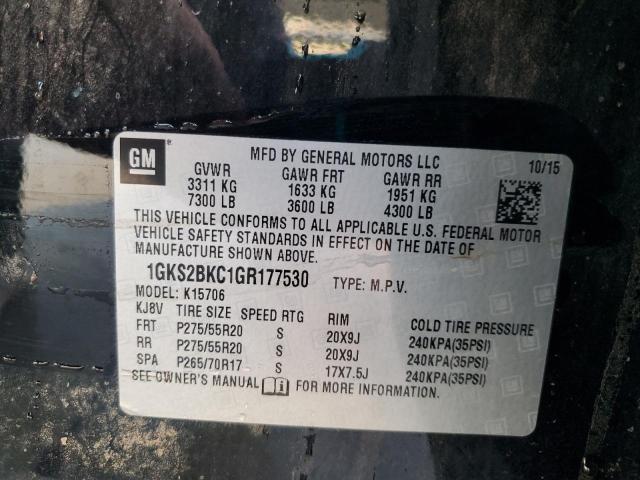 GM
MFD BY GENERAL MOTORS LLC 10/15
GVWR GAWR FRT GAWR RR
3311 KG 1633 KG 1951 KG
7300 LB 3600 LB 4300 LB
THIS VEHICLE CONFORMS TO ALL APPLICABLE U.S. FEDERAL MOTOR
VEHICLE SAFETY STANDARDS IN EFFECT ON THE DATE OF
MANUFACTURE SHOWN ABOVE.
1GKS2BKC1GR177530 TYPE: M.P.V.
MODEL: K15706
KJ8V TIRE SIZE SPEED RTG RIM COLD TIRE PRESSURE
FRT P275/55R20 S 20X9J 240KPA(35PSI)
RR P275/55R20 S 20X9J 240KPA(35PSI)
SPA P265/70R17 S 17X7.5J 240KPA(35PSI)
SEE OWNER'S MANUAL FOR MORE INFORMATION.